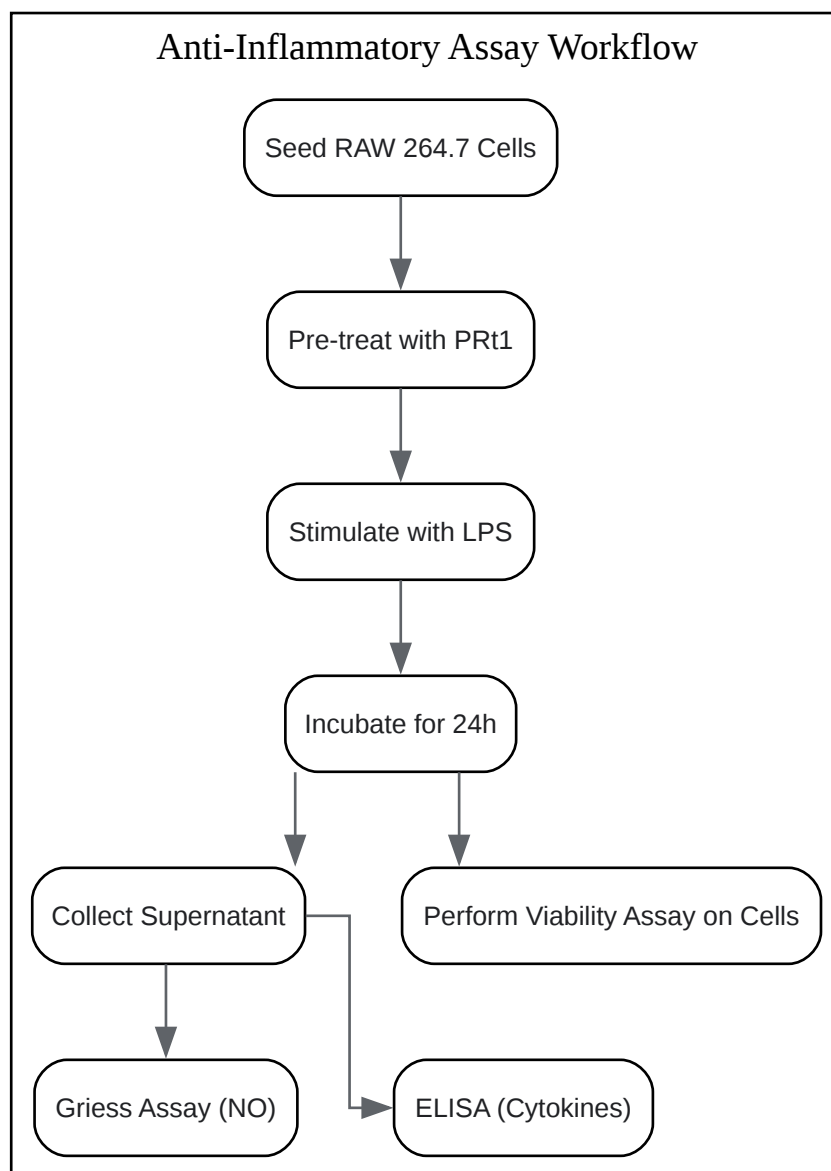 Anti-Inflammatory Assay Workflow
Seed RAW 264.7 Cells
Pre-treat with PRt1
Stimulate with LPS
Incubate for 24h
Collect Supernatant
Perform Viability Assay on Cells
Griess Assay (NO)
ELISA (Cytokines)